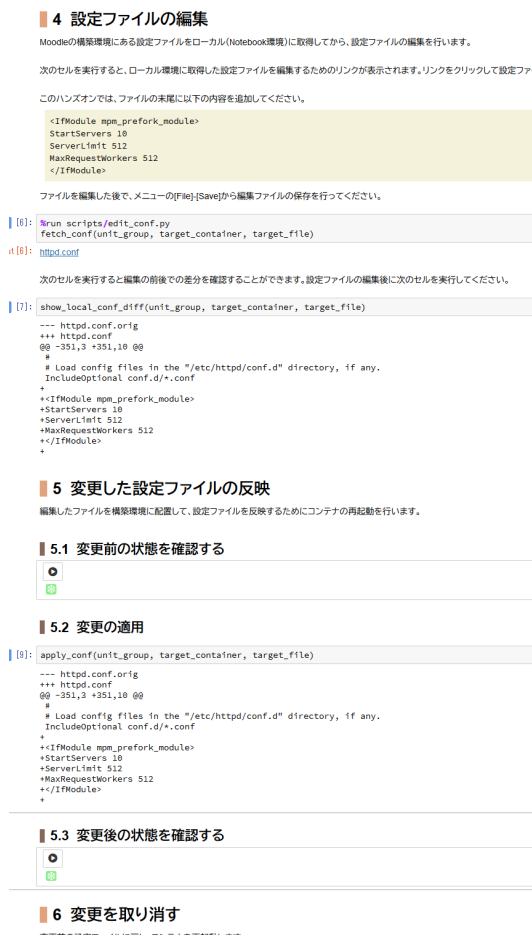 4 設定ファイルの編集
Moodleの構築環境にある設定ファイルをローカル（Notebook環境）に取得してから、設定ファイルの編集を行います。
次のセルを実行すると、ローカル環境に取得した設定ファイルを編集するためのリンクが表示されます。リンクをクリックして設定ファ
このハンズオンでは、ファイルの末尾に以下の内容を追加してください。
<IfModule mpm_prefork_module>
StartServers 10
ServerLimit 512
MaxRequestWorkers 512
</IfModule>
ファイルを編集した後で、メニューの[File]-[Save]から編集ファイルの保存を行ってください。
[6]: %run scripts/edit_conf.py
fetch_conf(unit_group, target_container, target_file)
t[6]: httpd.conf
次のセルを実行すると編集の前後での差分を確認することができます。設定ファイルの編集後に次のセルを実行してください。
[7]: show_local_conf_diff(unit_group, target_container, target_file)
--- httpd.conf.orig
+++ httpd.conf
@@ -351,3 +351,10 @@
#
# Load config files in the "/etc/httpd/conf.d" directory, if any.
IncludeOptional conf.d/*.conf
+
+<IfModule mpm_prefork_module>
+StartServers 10
+ServerLimit 512
+MaxRequestWorkers 512
+</IfModule>
+
5 変更した設定ファイルの反映
編集したファイルを構築環境に配置して、設定ファイルを反映するためにコンテナの再起動を行います。
5.1 変更前の状態を確認する
5.2 変更の適用
[9]: apply_conf(unit_group, target_container, target_file)
--- httpd.conf.orig
+++ httpd.conf
@@ -351,3 +351,10 @@
#
# Load config files in the "/etc/httpd/conf.d" directory, if any.
IncludeOptional conf.d/*.conf
+
+<IfModule mpm_prefork_module>
+StartServers 10
+ServerLimit 512
+MaxRequestWorkers 512
+</IfModule>
+
5.3 変更後の状態を確認する
6 変更を取り消す